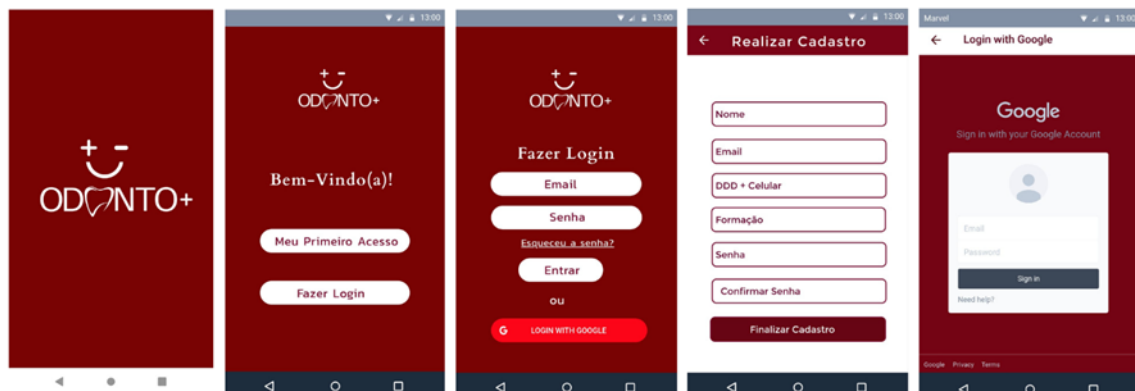 + -
ODONTO+
13:00
+ -
ODONTO+
Bem-Vindo(a)!
Meu Primeiro Acesso
Fazer Login
13:00
+ -
ODONTO+
Fazer Login
Email
Senha
Esqueceu a senha?
Entrar
ou
G LOGIN WITH GOOGLE
13:00
Realizar Cadastro
Nome
Email
DDD + Celular
Formação
Senha
Confirmar Senha
Finalizar Cadastro
Marvel 13:00
Login with Google
Google
Sign in with your Google Account
Email
Password
Sign in
Need help?
Google Privacy Terms